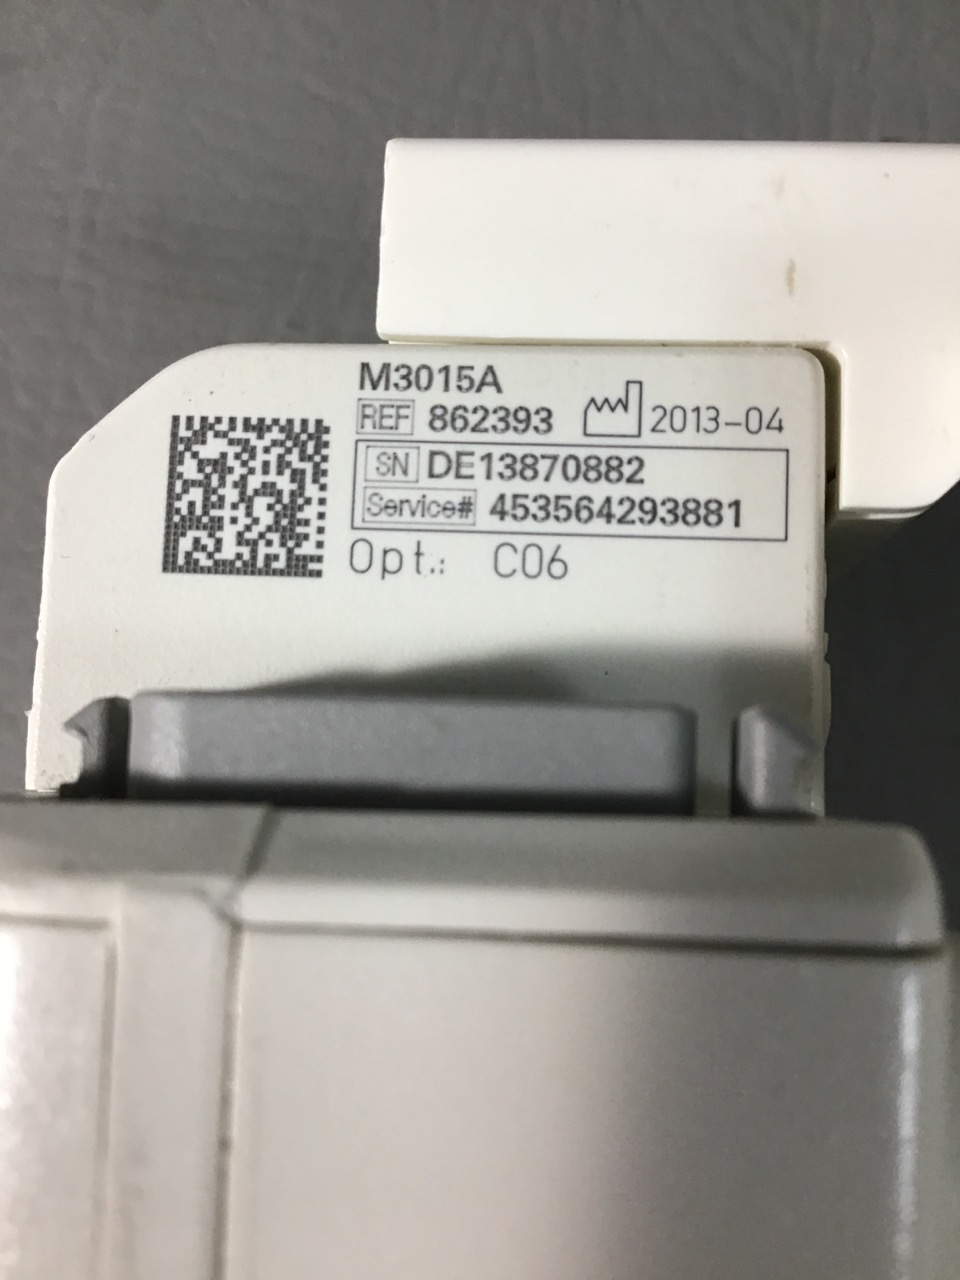 M3015A
REF 862393 2013-04
SN DE13870882
Service# 453564293881
Opt.: C06